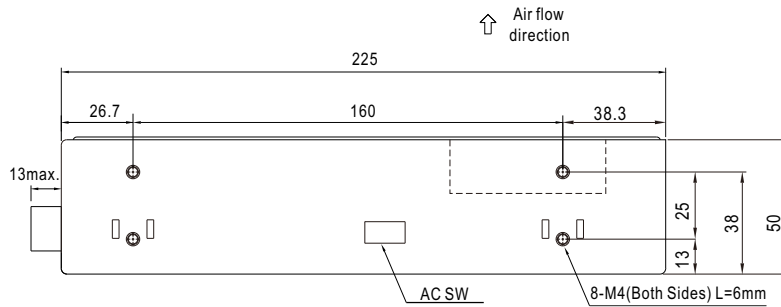 Air flow
direction
225
26.7
160
38.3
13max.
25
38
50
13
AC SW
8-M4(Both Sides) L=6mm